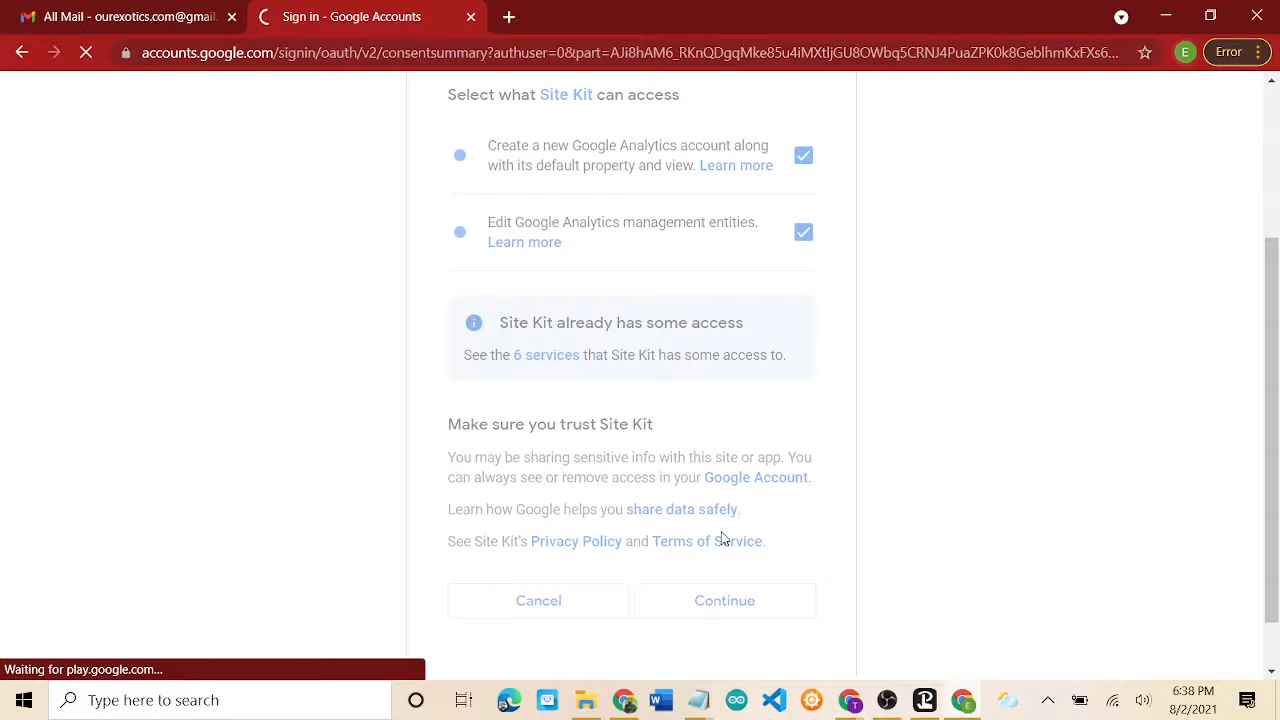 All Mail - ourexotics.com@gmail.
Sign in - Google Accounts
accounts.google.com/signin/oauth/v2/consentsummary?authuser=0&part=AJi8hAM6_RKnQDgqMke85u4iMXtIjGU8OWbq5CRNJ4PuaZPK0k8GebIhmKxFXs6...
E
Error
Select what Site Kit can access
Create a new Google Analytics account along
with its default property and view. Learn more
Edit Google Analytics management entities.
Learn more
Site Kit already has some access
See the 6 services that Site Kit has some access to.
Make sure you trust Site Kit
You may be sharing sensitive info with this site or app. You
can always see or remove access in your Google Account.
Learn how Google helps you share data safely.
See Site Kit's Privacy Policy and Terms of Service.
Cancel
Continue
Waiting for play.google.com...
Type here to search
6:38 PM
8/2/2021